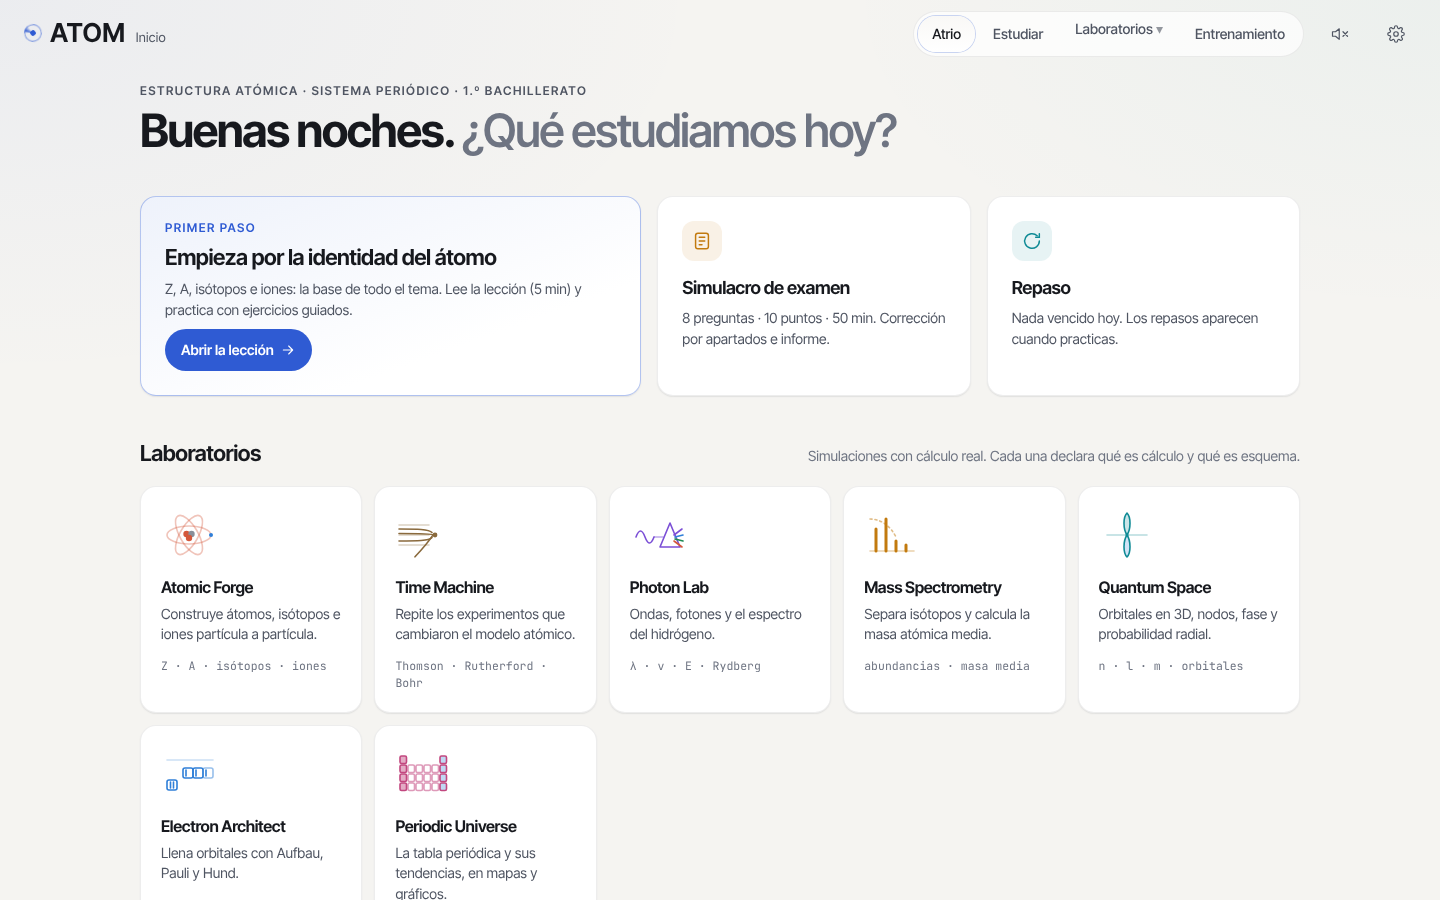 ATOM Inicio
Atrio Estudiar Laboratorios ▾ Entrenamiento
ESTRUCTURA ATÓMICA · SISTEMA PERIÓDICO · 1.º BACHILLERATO
Buenas noches. ¿Qué estudiamos hoy?
PRIMER PASO
Empieza por la identidad del átomo
Z, A, isótopos e iones: la base de todo el tema. Lee la lección (5 min) y
practica con ejercicios guiados.
Abrir la lección →
Simulacro de examen
8 preguntas · 10 puntos · 50 min. Corrección
por apartados e informe.
Repaso
Nada vencido hoy. Los repasos aparecen
cuando practicas.
Laboratorios
Simulaciones con cálculo real. Cada una declara qué es cálculo y qué es esquema.
Atomic Forge
Construye átomos, isótopos e
iones partícula a partícula.
Z · A · isótopos · iones
Time Machine
Repite los experimentos que
cambiaron el modelo atómico.
Thomson · Rutherford ·
Bohr
Photon Lab
Ondas, fotones y el espectro
del hidrógeno.
λ · ν · E · Rydberg
Mass Spectrometry
Separa isótopos y calcula la
masa atómica media.
abundancias · masa media
Quantum Space
Orbitales en 3D, nodos, fase y
probabilidad radial.
n · l · m · orbitales
Electron Architect
Llena orbitales con Aufbau,
Pauli y Hund.
Periodic Universe
La tabla periódica y sus
tendencias, en mapas y
gráficos.